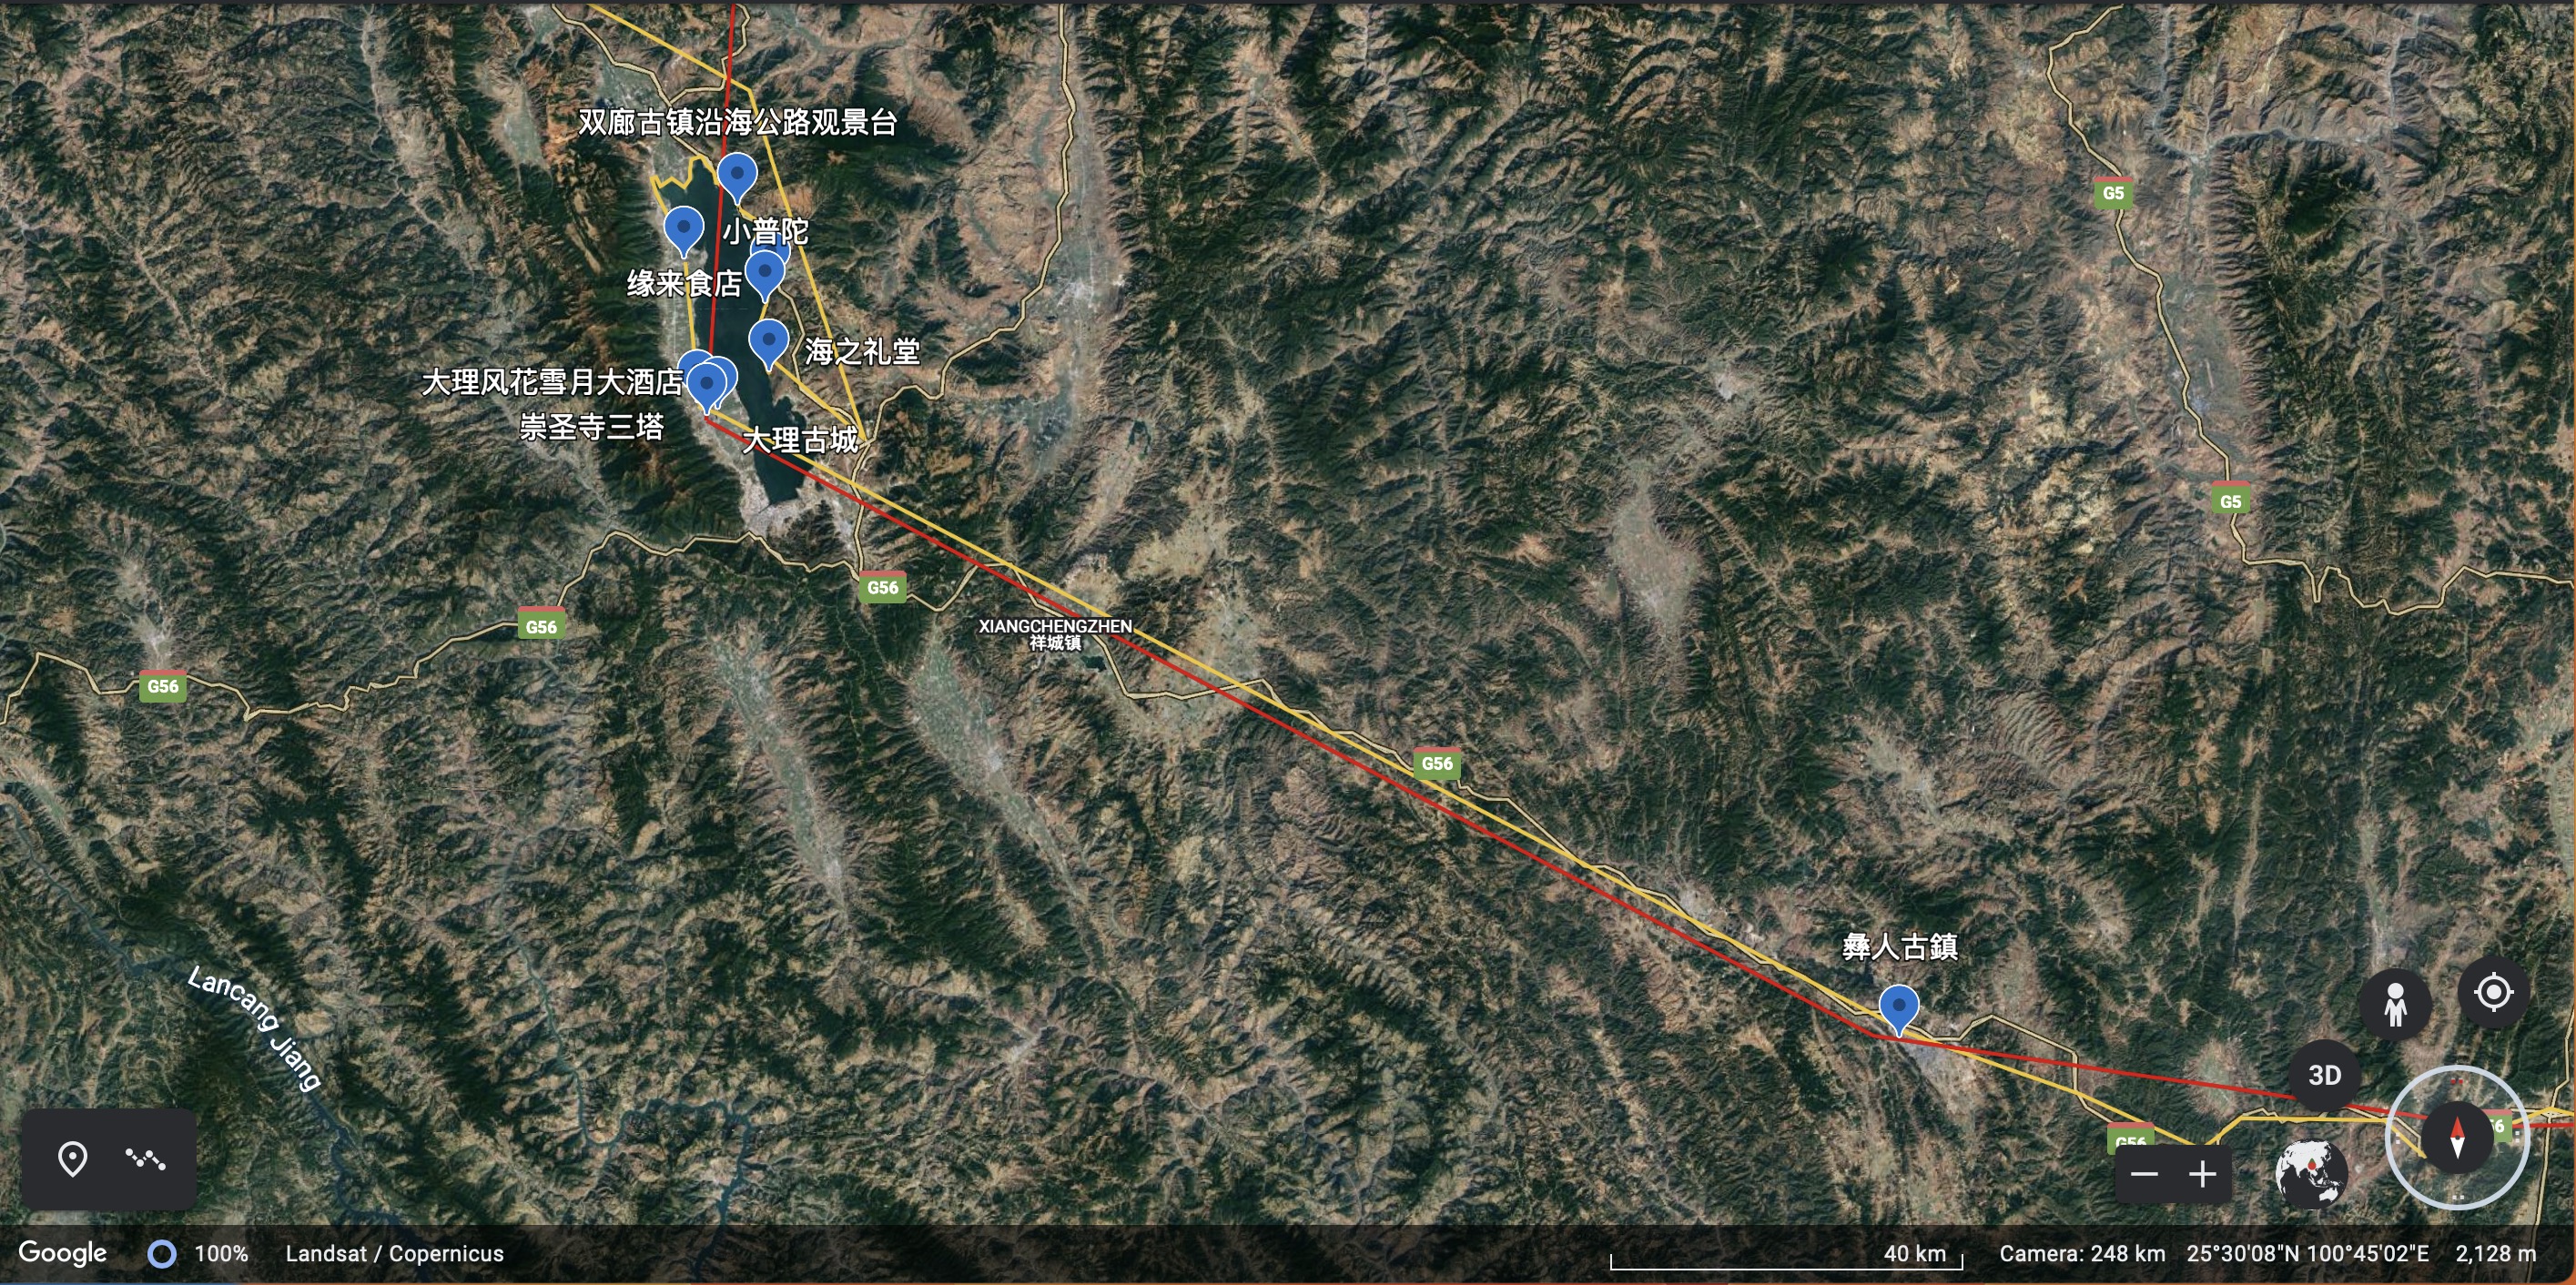 双廊古镇沿海公路观景台
G5
小普陀
缘来食店
海之礼堂
大理风花雪月大酒店
崇圣寺三塔
大理古城
G5
G56
G56
XIANGCHENGZHEN
祥城镇
G56
G56
彝人古鎮
Lancang Jiang
3D
G56
Google
100%
Landsat / Copernicus
40 km
Camera: 248 km
25°30'08"N 100°45'02"E
2,128 m